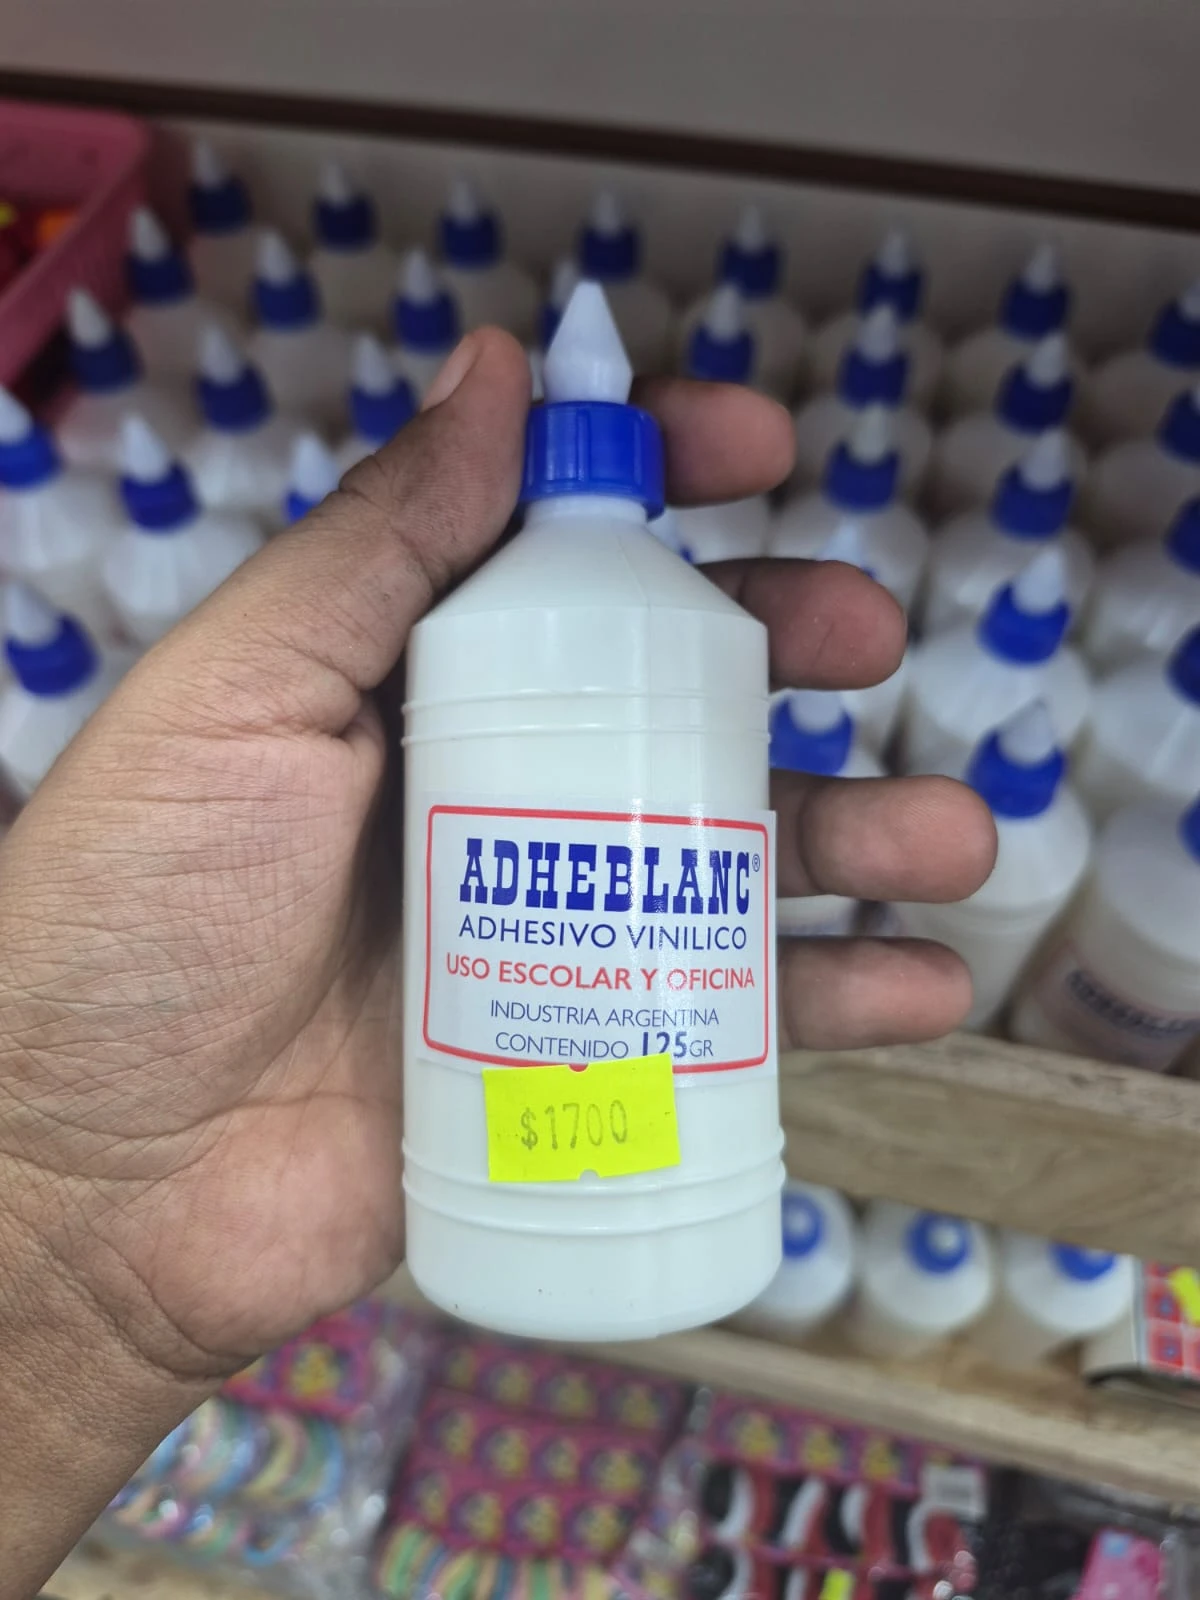 ADHEBLANC®
ADHESIVO VINILICO
USO ESCOLAR Y OFICINA
INDUSTRIA ARGENTINA
CONTENIDO 125GR
$1700